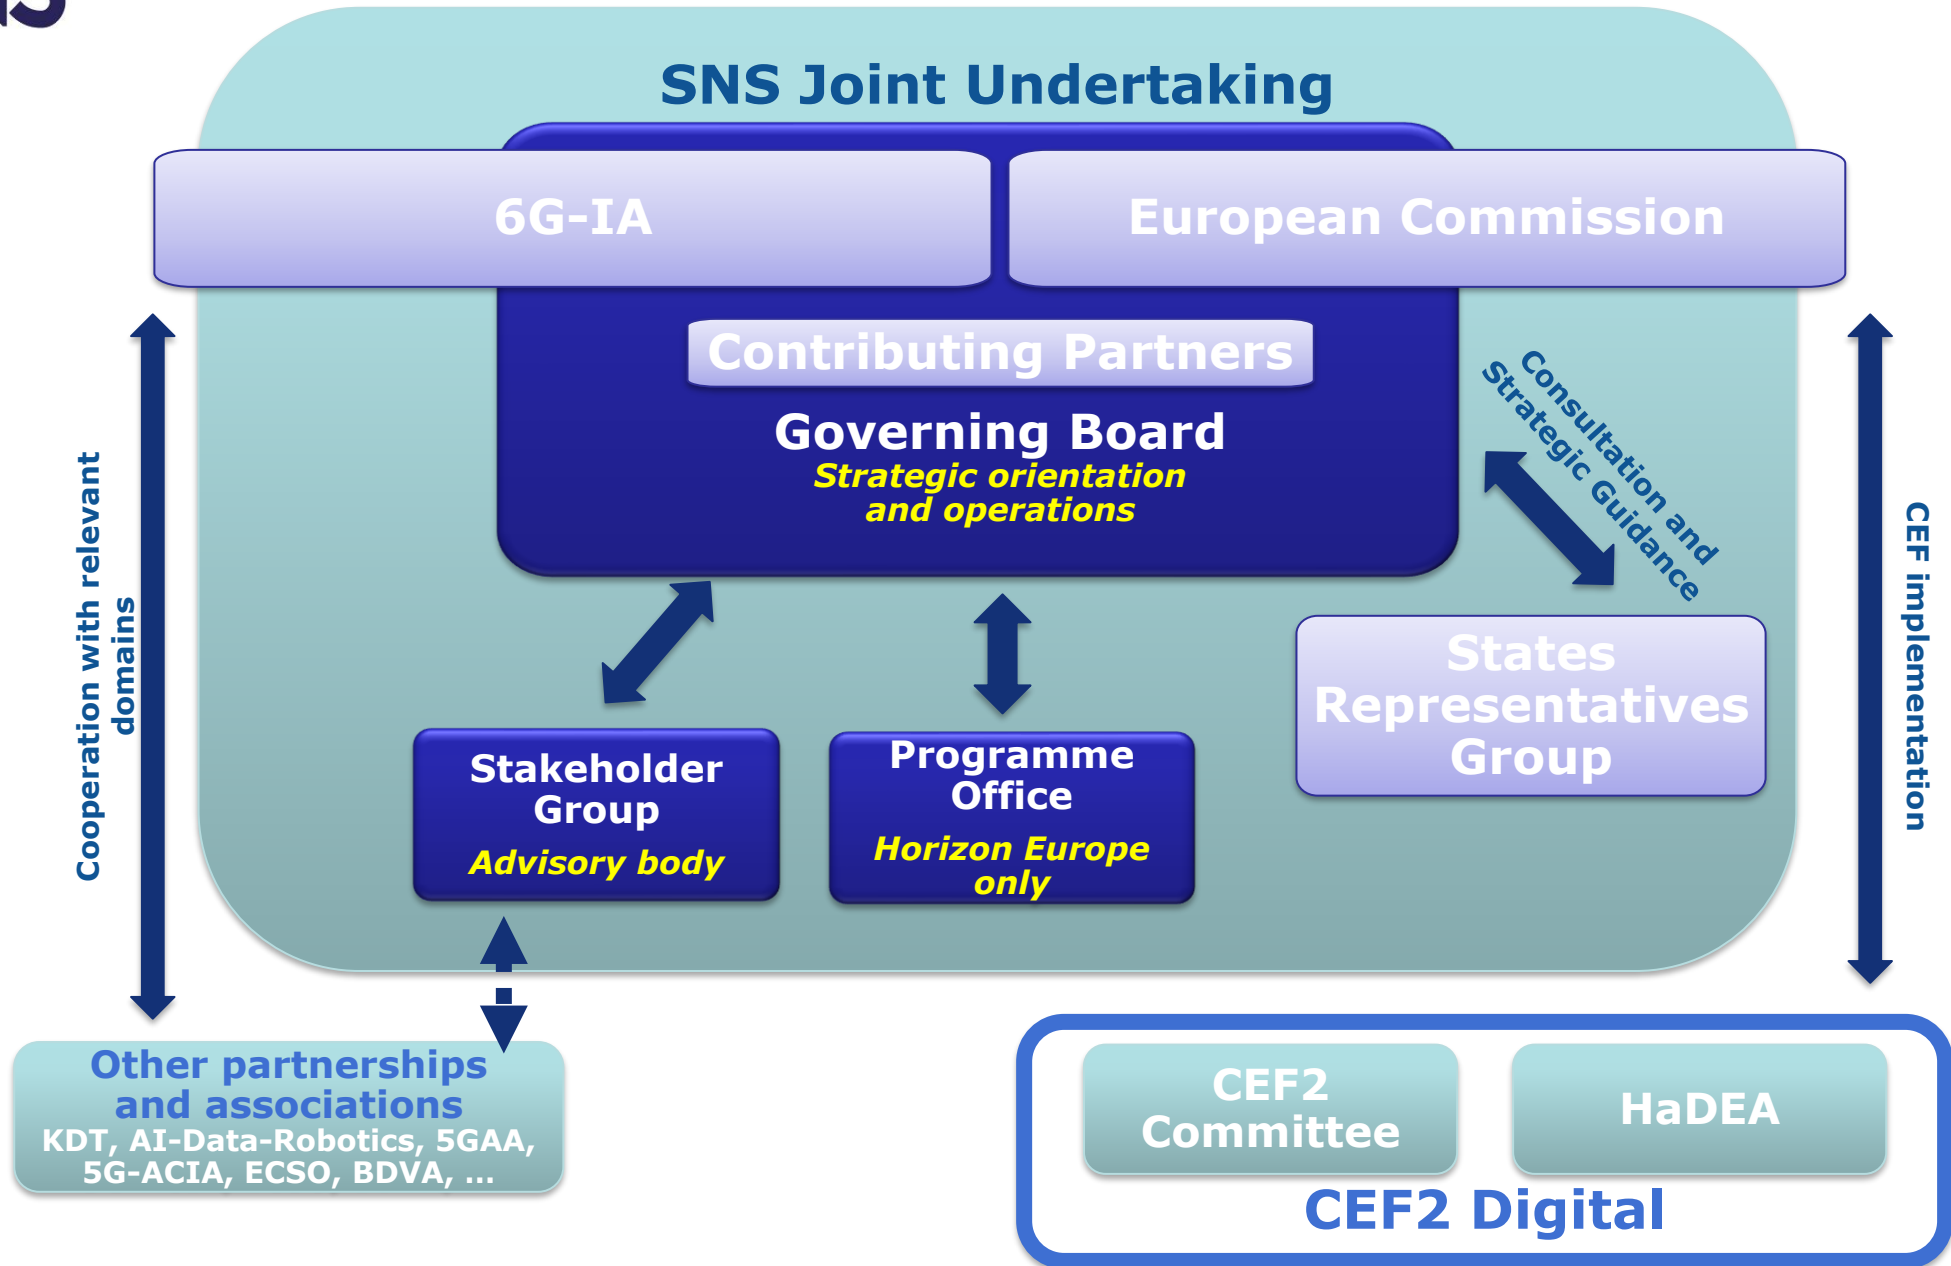 SNS Joint Undertaking
6G-IA
European Commission
Contributing Partners
Governing Board
Strategic orientation
and operations
Consultation and
Strategic Guidance
Cooperation with relevant
domains
CEF implementation
States
Representatives
Group
Stakeholder
Group
Advisory body
Programme
Office
Horizon Europe
only
Other partnerships
and associations
KDT, AI-Data-Robotics, 5GAA,
5G-ACIA, ECSO, BDVA, ...
CEF2
Committee
HaDEA
CEF2 Digital